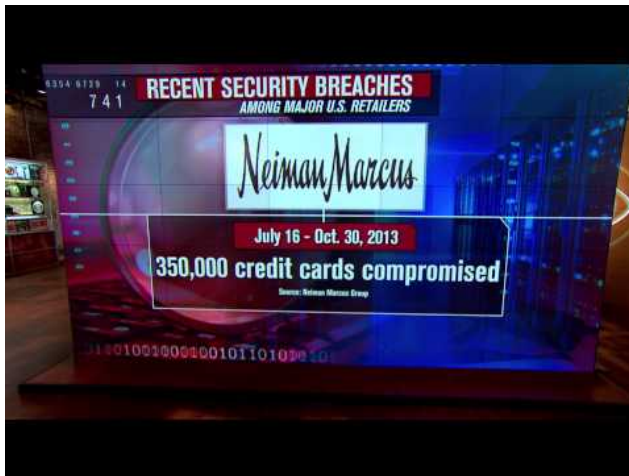 6354 6729 14
741
RECENT SECURITY BREACHES
AMONG MAJOR U.S. RETAILERS
Neiman Marcus
July 16 - Oct. 30, 2013
350,000 credit cards compromised
Source: Neiman Marcus Group